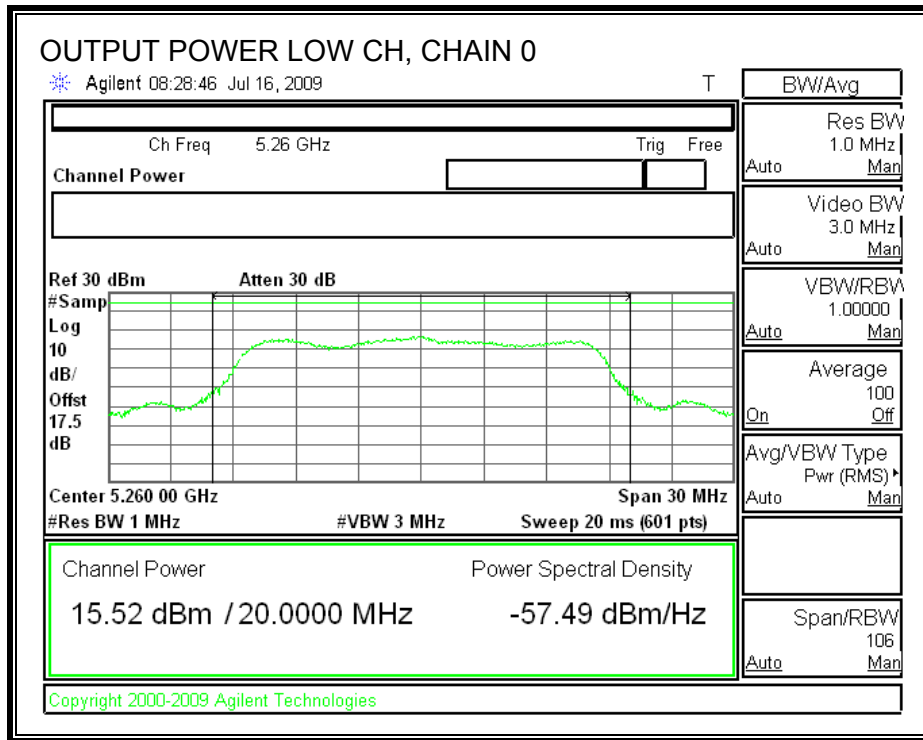 OUTPUT POWER LOW CH, CHAIN 0
Agilent 08:28:46 Jul 16, 2009 T
Ch Freq 5.26 GHz Trig Free
Channel Power
Ref 30 dBm Atten 30 dB
#Samp
Log
10
dB/
Offst
17.5
dB
Center 5.260 00 GHz Span 30 MHz
#Res BW 1 MHz #VBW 3 MHz Sweep 20 ms (601 pts)
Channel Power Power Spectral Density
15.52 dBm / 20.0000 MHz -57.49 dBm/Hz
Copyright 2000-2009 Agilent Technologies
BW/Avg
Res BW
1.0 MHz
Auto Man
Video BW
3.0 MHz
Auto Man
VBW/RBW
1.00000
Auto Man
Average
100
On Off
Avg/VBW Type
Pwr (RMS)
Auto Man
Span/RBW
106
Auto Man